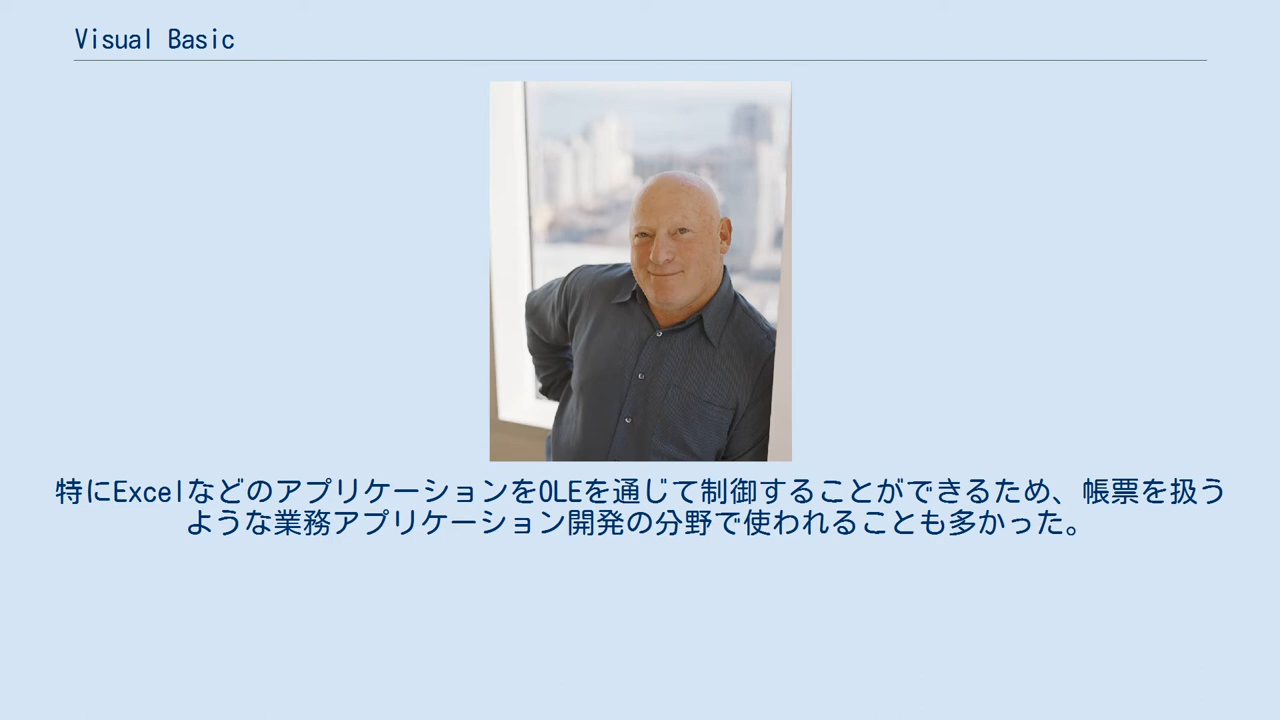 Visual Basic
特にExcelなどのアプリケーションをOLEを通じて制御することができるため、帳票を扱う
ような業務アプリケーション開発の分野で使われることも多かった。